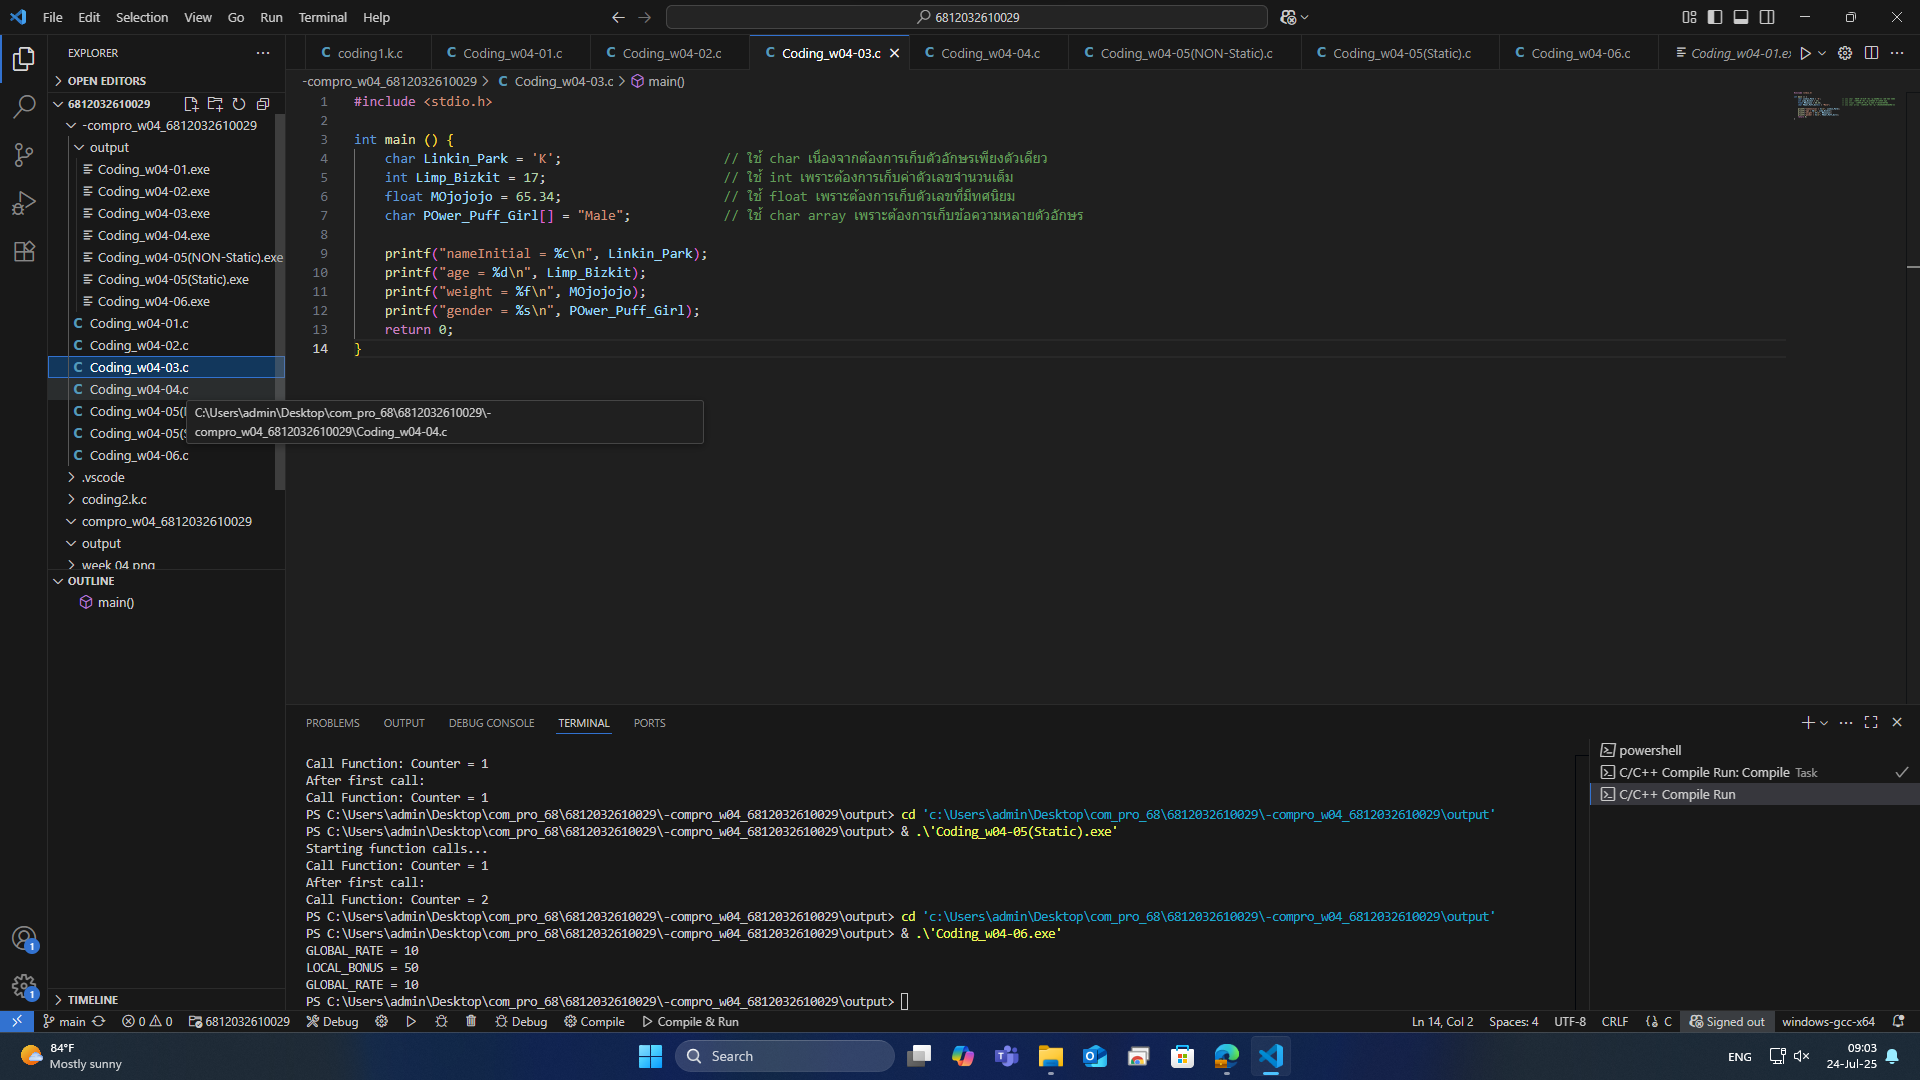 File Edit Selection View Go Run Terminal Help
6812032610029
EXPLORER
OPEN EDITORS
6812032610029
-compro_w04_6812032610029
output
Coding_w04-01.exe
Coding_w04-02.exe
Coding_w04-03.exe
Coding_w04-04.exe
Coding_w04-05(NON-Static).exe
Coding_w04-05(Static).exe
Coding_w04-06.exe
C Coding_w04-01.c
C Coding_w04-02.c
C Coding_w04-03.c
C Coding_w04-04.c
C Coding_w04-05(
C Coding_w04-05(
C Coding_w04-06.c
.vscode
coding2.k.c
compro_w04_6812032610029
output
week 04 png
OUTLINE
main()
TIMELINE
C coding1.k.c C Coding_w04-01.c C Coding_w04-02.c C Coding_w04-03.c C Coding_w04-04.c C Coding_w04-05(NON-Static).c C Coding_w04-05(Static).c C Coding_w04-06.c Coding_w04-01.e
-compro_w04_6812032610029 > C Coding_w04-03.c > main()
1 #include <stdio.h>
2
3 int main () {
4 char Linkin_Park = 'K'; // ใช้ char เนื่องจากต้องการเก็บตัวอักษรเพียงตัวเดียว
5 int Limp_Bizkit = 17; // ใช้ int เพราะต้องการเก็บค่าตัวเลขจำนวนเต็ม
6 float MOjojojo = 65.34; // ใช้ float เพราะต้องการเก็บตัวเลขที่มีทศนิยม
7 char POwer_Puff_Girl[] = "Male"; // ใช้ char array เพราะต้องการเก็บข้อความหลายตัวอักษร
8
9 printf("nameInitial = %c\n", Linkin_Park);
10 printf("age = %d\n", Limp_Bizkit);
11 printf("weight = %f\n", MOjojojo);
12 printf("gender = %s\n", POwer_Puff_Girl);
13 return 0;
14 }
C:\Users\admin\Desktop\com_pro_68\6812032610029\-
compro_w04_6812032610029\Coding_w04-04.c
PROBLEMS OUTPUT DEBUG CONSOLE TERMINAL PORTS
Call Function: Counter = 1
After first call:
Call Function: Counter = 1
PS C:\Users\admin\Desktop\com_pro_68\6812032610029\-compro_w04_6812032610029\output> cd 'c:\Users\admin\Desktop\com_pro_68\6812032610029\-compro_w04_6812032610029\output'
PS C:\Users\admin\Desktop\com_pro_68\6812032610029\-compro_w04_6812032610029\output> & .\'Coding_w04-05(Static).exe'
Starting function calls...
Call Function: Counter = 1
After first call:
Call Function: Counter = 2
PS C:\Users\admin\Desktop\com_pro_68\6812032610029\-compro_w04_6812032610029\output> cd 'c:\Users\admin\Desktop\com_pro_68\6812032610029\-compro_w04_6812032610029\output'
PS C:\Users\admin\Desktop\com_pro_68\6812032610029\-compro_w04_6812032610029\output> & .\'Coding_w04-06.exe'
GLOBAL_RATE = 10
LOCAL_BONUS = 50
GLOBAL_RATE = 10
PS C:\Users\admin\Desktop\com_pro_68\6812032610029\-compro_w04_6812032610029\output>
powershell
C/C++ Compile Run: Compile Task
C/C++ Compile Run
1
1
main 0 0 6812032610029 Debug Debug Compile Compile & Run
Ln 14, Col 2 Spaces: 4 UTF-8 CRLF {} C Signed out windows-gcc-x64
84°F
Mostly sunny
Search
ENG
09:03
24-Jul-25